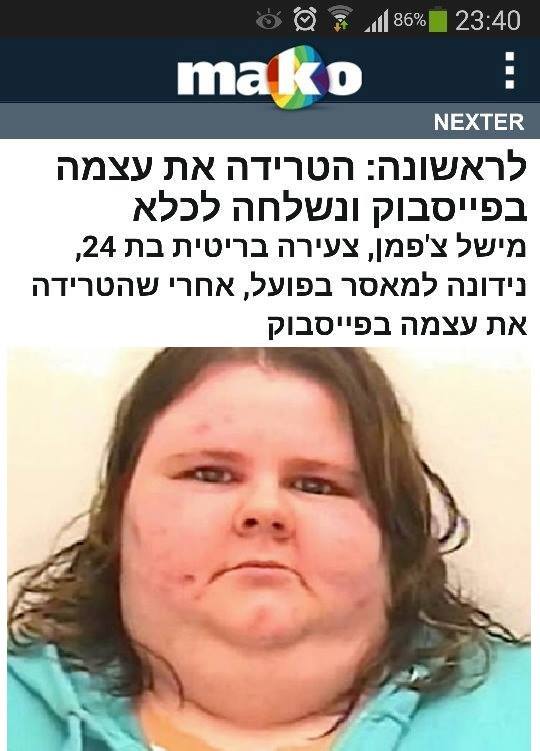 86% 23:40
mako
NEXTER
לראשונה: הטרידה את עצמה
בפייסבוק ונשלחה לכלא
מישל צ'פמן, צעירה בריטית בת 24,
נידונה למאסר בפועל, אחרי שהטרידה
את עצמה בפייסבוק